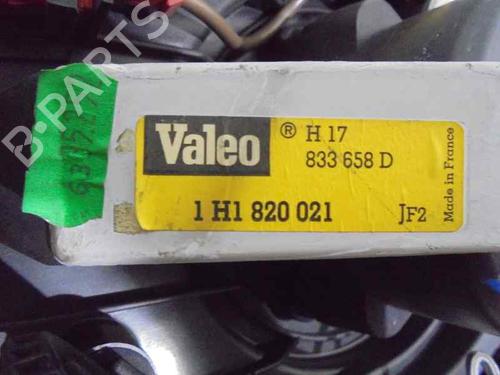 B-PARTS
Valeo ® H 17
833 658 D
1 H1 820 021 JF2
Made in France